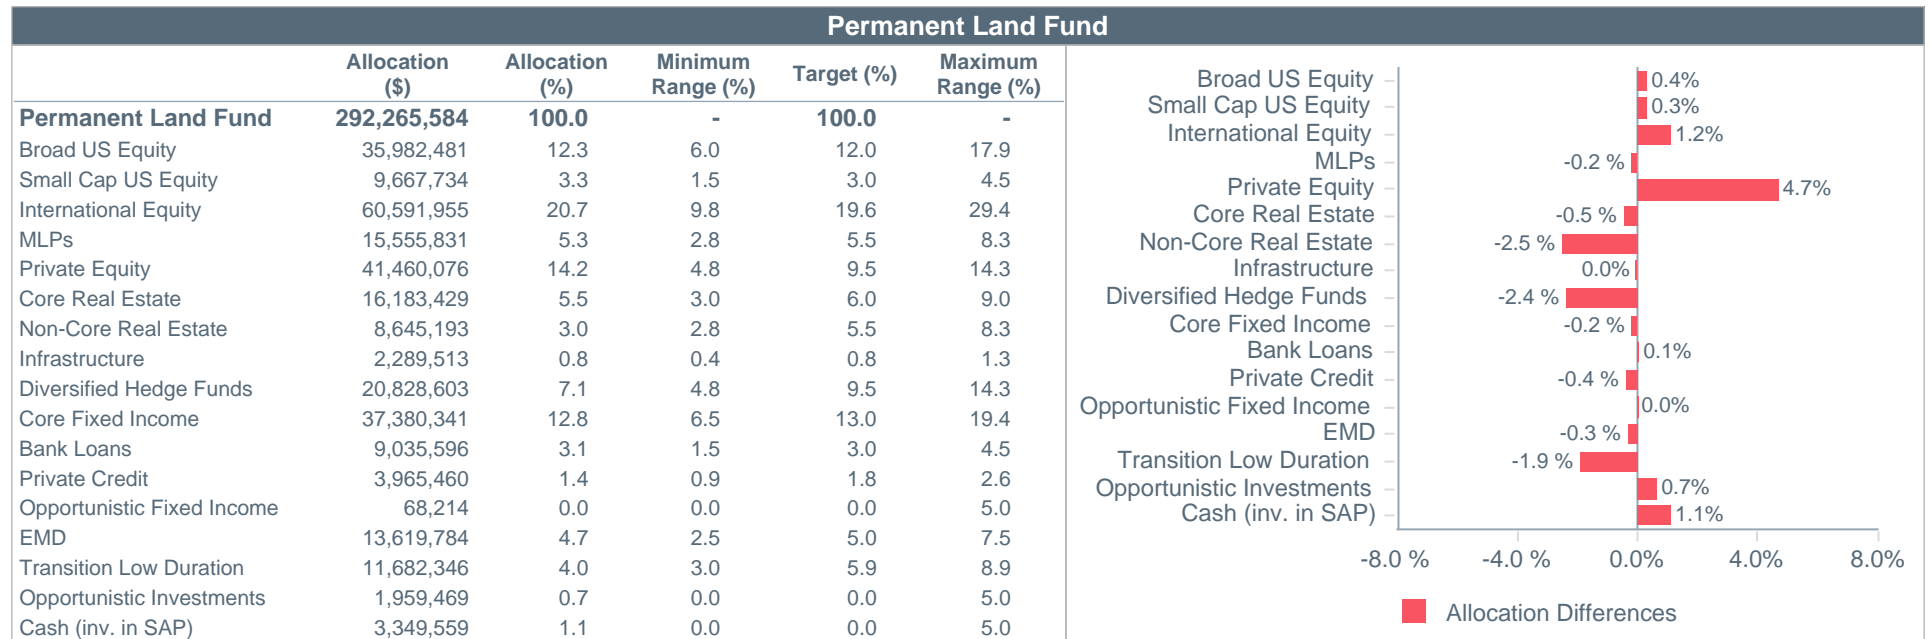 Permanent Land Fund
Allocation ($) Allocation (%) Minimum Range (%) Target (%) Maximum Range (%)
Permanent Land Fund 292,265,584 100.0 - 100.0 -
Broad US Equity 35,982,481 12.3 6.0 12.0 17.9
Small Cap US Equity 9,667,734 3.3 1.5 3.0 4.5
International Equity 60,591,955 20.7 9.8 19.6 29.4
MLPs 15,555,831 5.3 2.8 5.5 8.3
Private Equity 41,460,076 14.2 4.8 9.5 14.3
Core Real Estate 16,183,429 5.5 3.0 6.0 9.0
Non-Core Real Estate 8,645,193 3.0 2.8 5.5 8.3
Infrastructure 2,289,513 0.8 0.4 0.8 1.3
Diversified Hedge Funds 20,828,603 7.1 4.8 9.5 14.3
Core Fixed Income 37,380,341 12.8 6.5 13.0 19.4
Bank Loans 9,035,596 3.1 1.5 3.0 4.5
Private Credit 3,965,460 1.4 0.9 1.8 2.6
Opportunistic Fixed Income 68,214 0.0 0.0 0.0 5.0
EMD 13,619,784 4.7 2.5 5.0 7.5
Transition Low Duration 11,682,346 4.0 3.0 5.9 8.9
Opportunistic Investments 1,959,469 0.7 0.0 0.0 5.0
Cash (inv. in SAP) 3,349,559 1.1 0.0 0.0 5.0
Broad US Equity 0.4%
Small Cap US Equity 0.3%
International Equity 1.2%
MLPs -0.2 %
Private Equity 4.7%
Core Real Estate -0.5 %
Non-Core Real Estate -2.5 %
Infrastructure 0.0%
Diversified Hedge Funds -2.4 %
Core Fixed Income -0.2 %
Bank Loans 0.1%
Private Credit -0.4 %
Opportunistic Fixed Income 0.0%
EMD -0.3 %
Transition Low Duration -1.9 %
Opportunistic Investments 0.7%
Cash (inv. in SAP) 1.1%
-8.0 % -4.0 % 0.0% 4.0% 8.0%
Allocation Differences